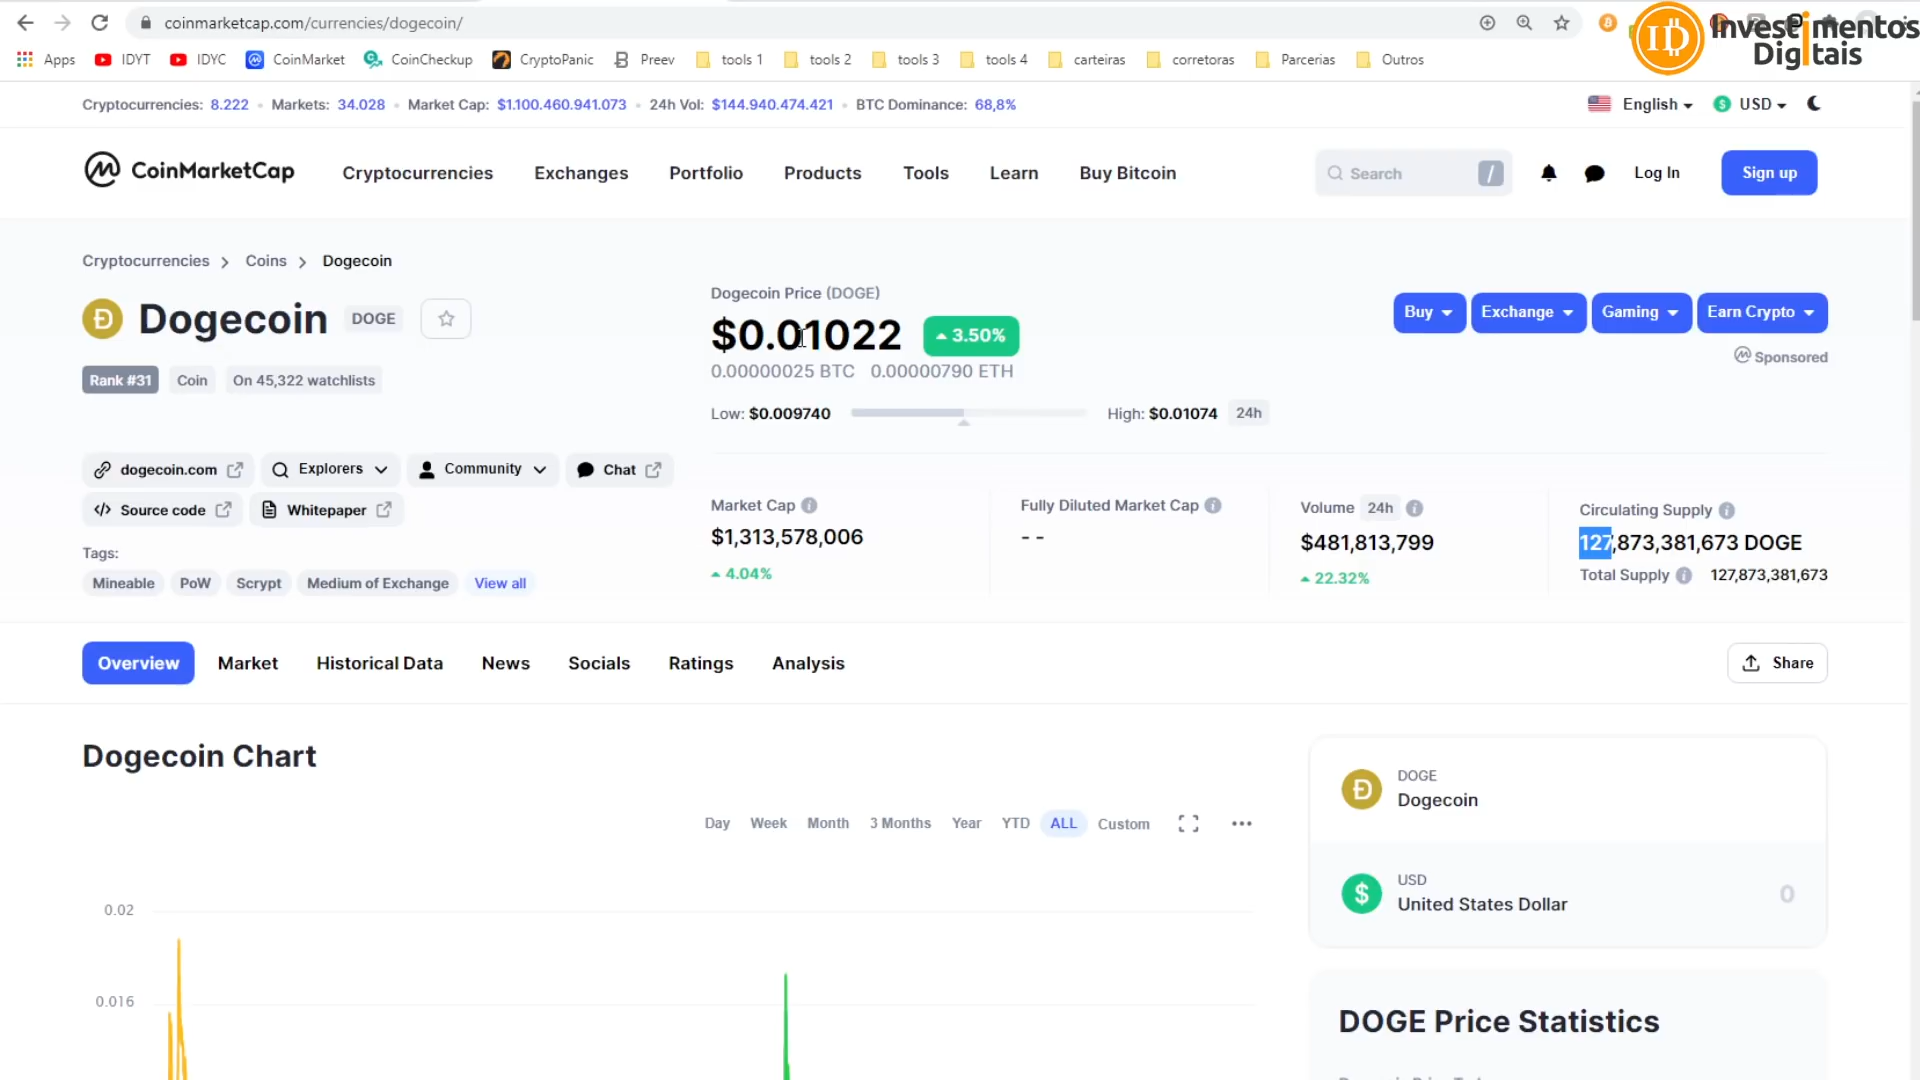 coinmarketcap.com/currencies/dogecoin/
Investimentos
Digitais
ID
Apps IDYT IDYC CoinMarket CoinCheckup CryptoPanic Preev tools 1 tools 2 tools 3 tools 4 carteiras corretoras Parcerias Outros
Cryptocurrencies: 8.222 • Markets: 34.028 • Market Cap: $1.100.460.941.073 • 24h Vol: $144.940.474.421 • BTC Dominance: 68,8% English USD
CoinMarketCap Cryptocurrencies Exchanges Portfolio Products Tools Learn Buy Bitcoin Search / Log In Sign up
Cryptocurrencies > Coins > Dogecoin
Dogecoin DOGE
Rank #31 Coin On 45,322 watchlists
Dogecoin Price (DOGE)
$0.01022 3.50%
0.00000025 BTC 0.00000790 ETH
Low: $0.009740 High: $0.01074 24h
Buy Exchange Gaming Earn Crypto
Sponsored
dogecoin.com Explorers Community Chat
Source code Whitepaper
Tags:
Mineable PoW Scrypt Medium of Exchange View all
Market Cap
$1,313,578,006
4.04%
Fully Diluted Market Cap
- -
Volume 24h
$481,813,799
22.32%
Circulating Supply
127,873,381,673 DOGE
Total Supply 127,873,381,673
Overview Market Historical Data News Socials Ratings Analysis Share
Dogecoin Chart
Day Week Month 3 Months Year YTD ALL Custom
0.02
0.016
DOGE
Dogecoin
USD
United States Dollar 0
DOGE Price Statistics